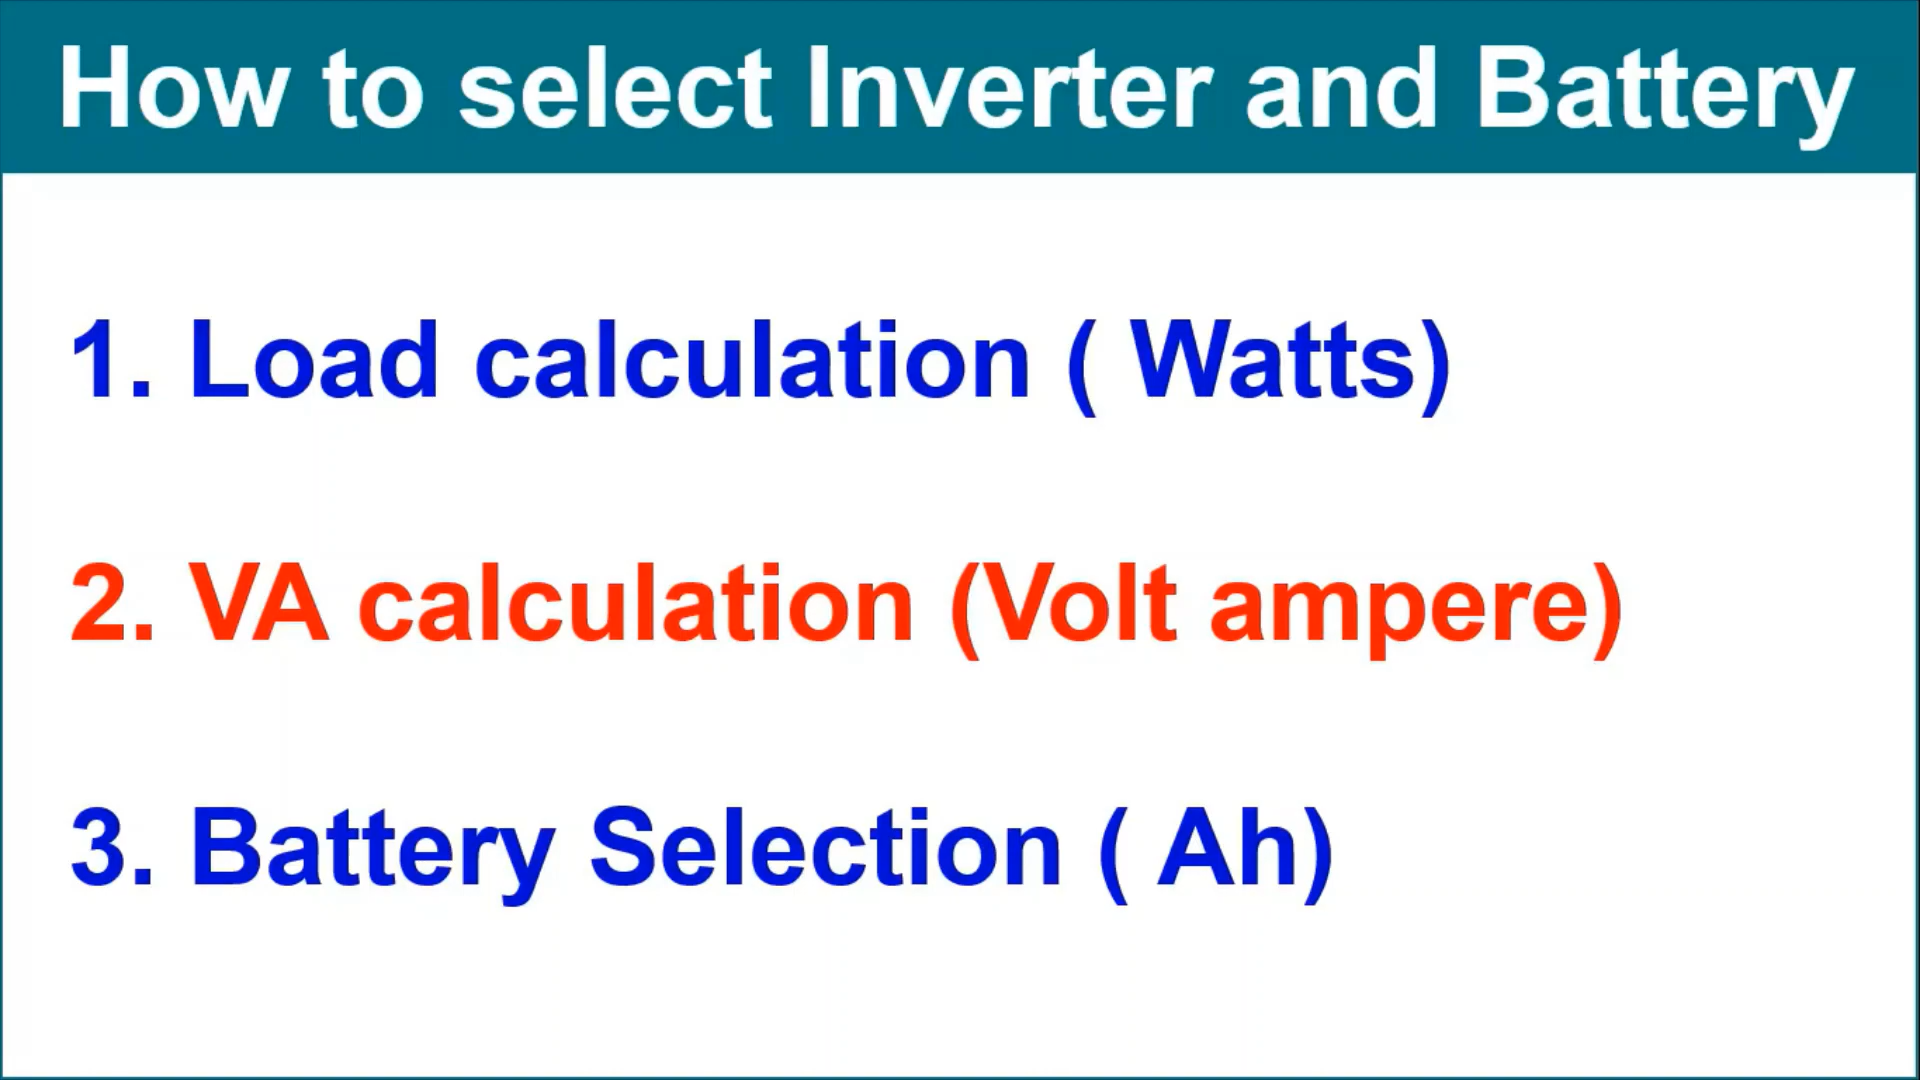 How to select Inverter and Battery
1. Load calculation ( Watts)
2. VA calculation (Volt ampere)
3. Battery Selection ( Ah)